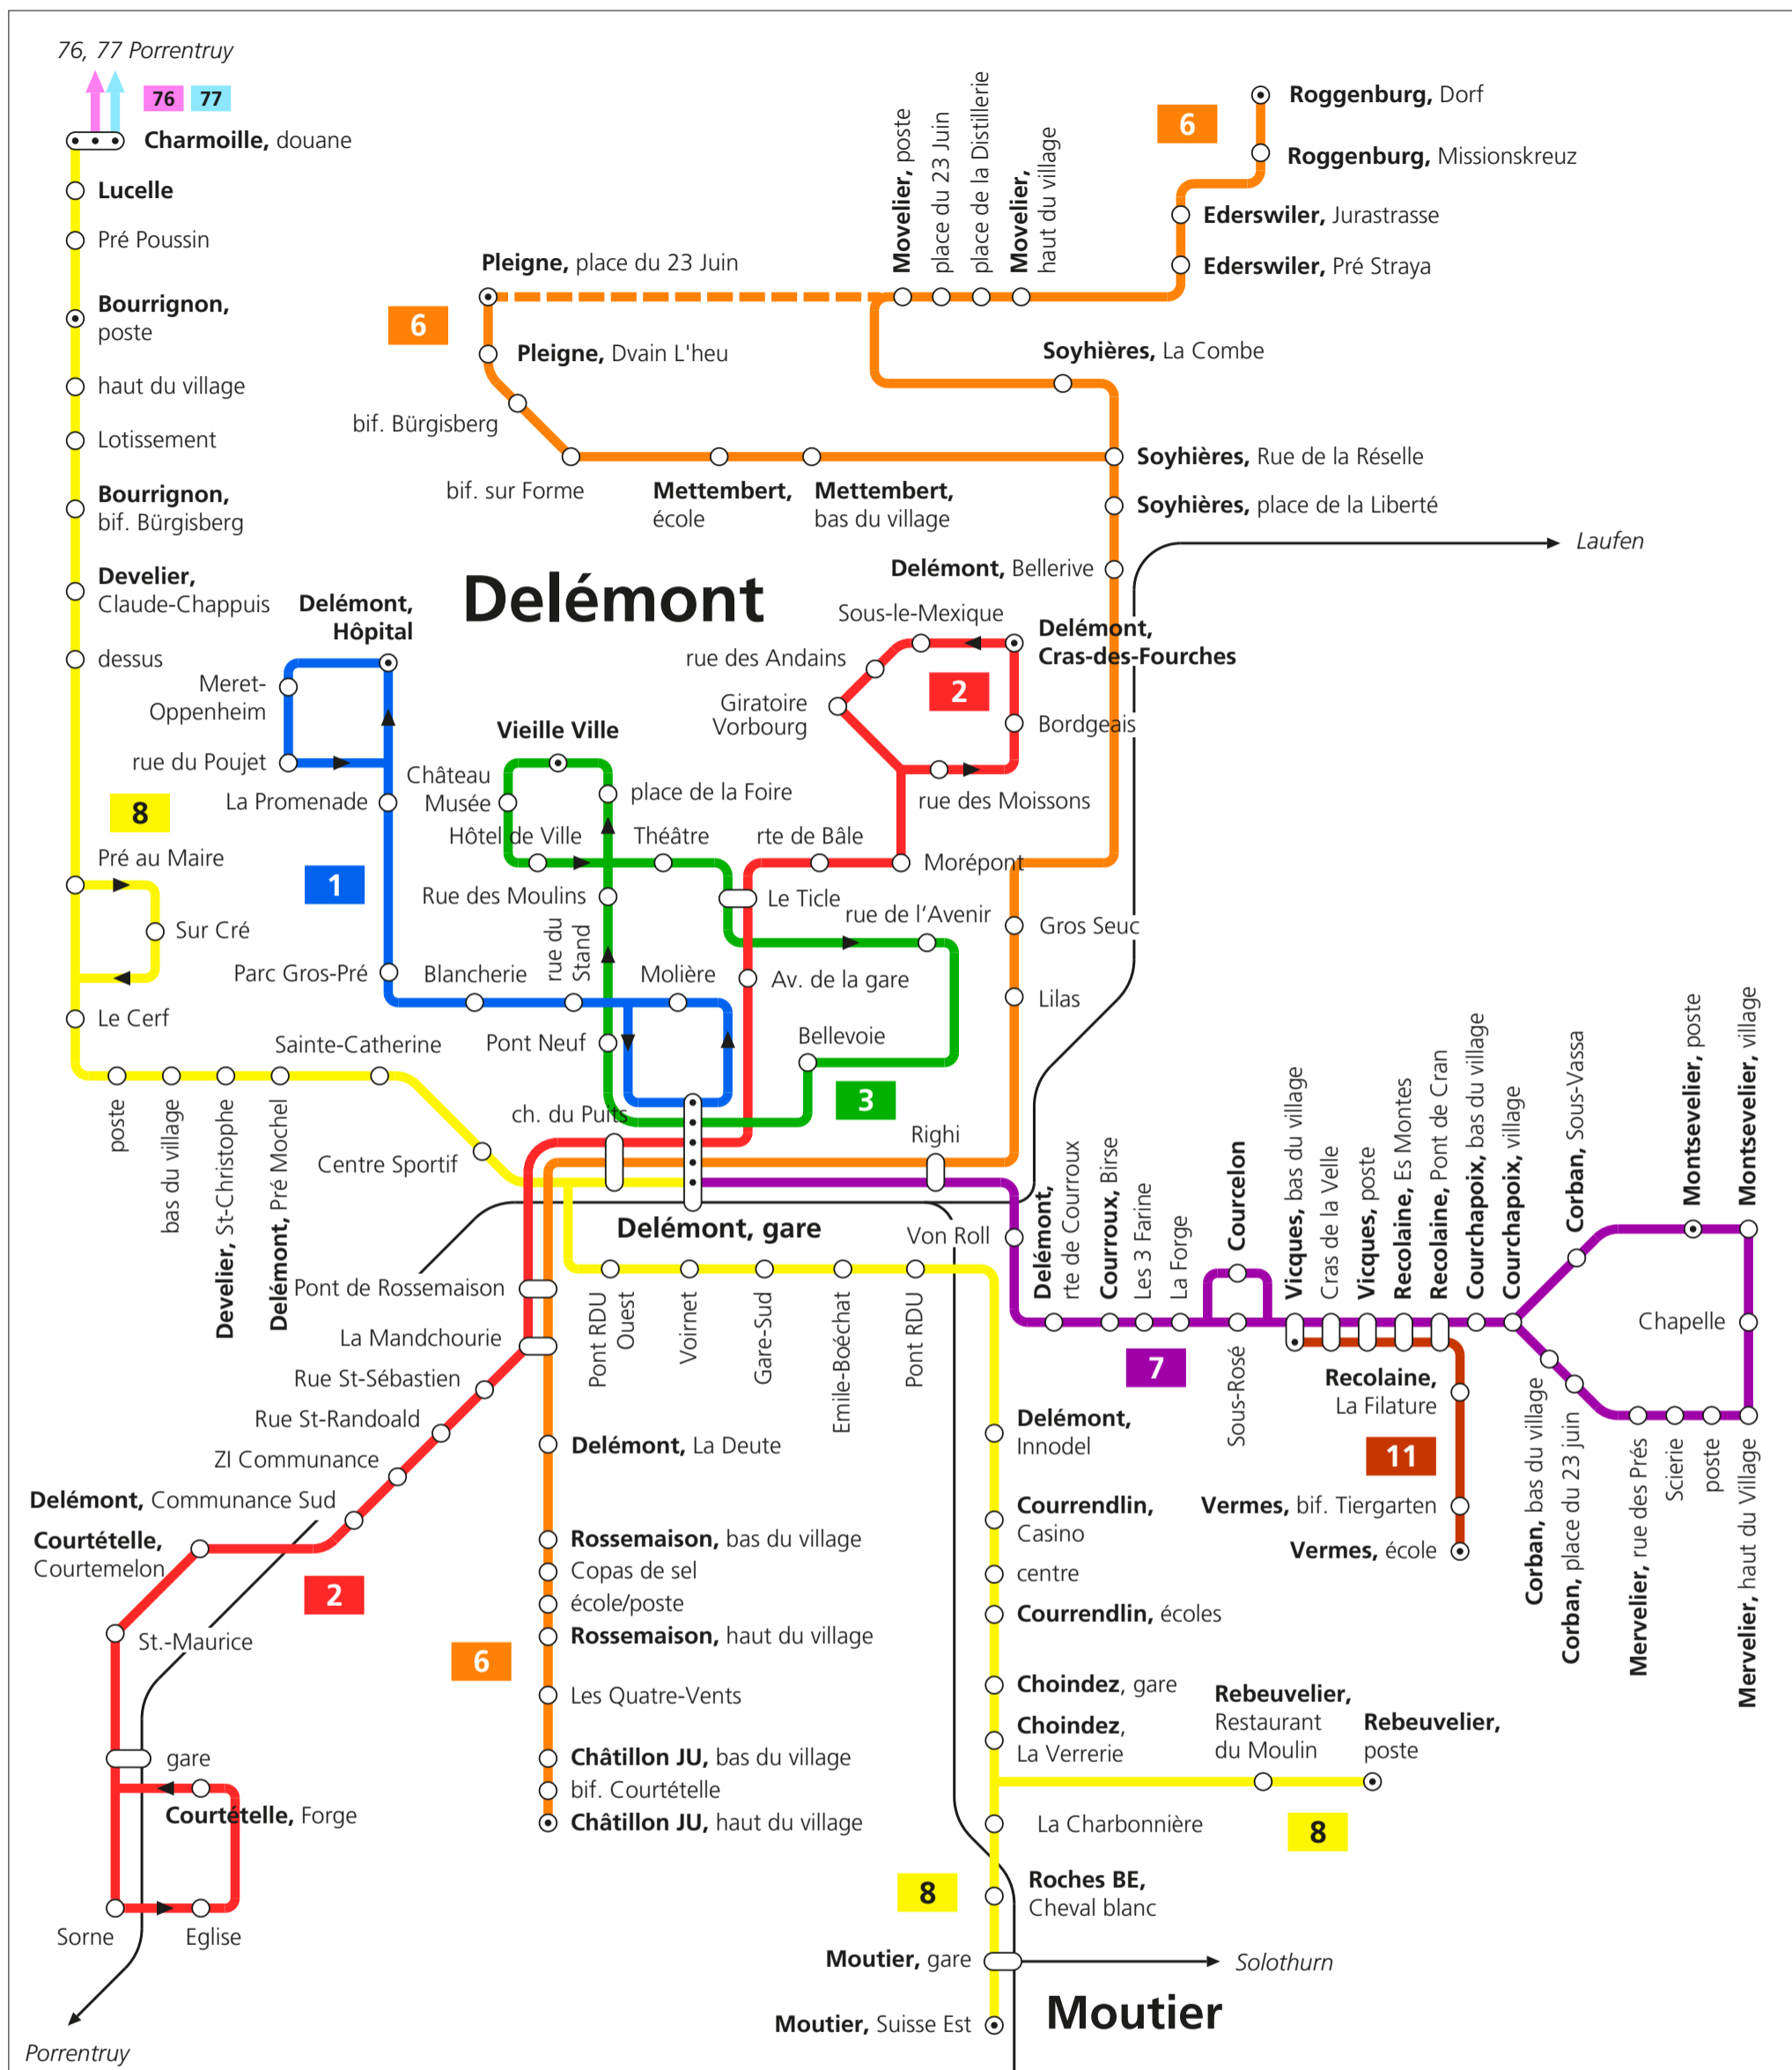 76, 77 Porrentruy
76
77
Charmoille, douane
Lucelle
Pré Poussin
Bourrignon,
poste
haut du village
Lotissement
Bourrignon,
bif. Bürgisberg
Develier,
Claude-Chappuis
dessus
8
Pré au Maire
Sur Cré
Le Cerf
poste
bas du village
Develier, St-Christophe
Delémont, Pré Mochel
Sainte-Catherine
Centre Sportif
6
Roggenburg, Dorf
Roggenburg, Missionskreuz
Ederswiler, Jurastrasse
Ederswiler, Pré Straya
Movelier, poste
place du 23 Juin
place de la Distillerie
Movelier,
haut du village
Pleigne, place du 23 Juin
6
Pleigne, Dvain L'heu
bif. Bürgisberg
bif. sur Forme
Mettembert,
école
Mettembert,
bas du village
Soyhières, La Combe
Soyhières, Rue de la Réselle
Soyhières, place de la Liberté
Laufen
Delémont, Bellerive
Delémont
Delémont,
Hôpital
Meret-
Oppenheim
rue du Poujet
La Promenade
1
Parc Gros-Pré
Blancherie
rue du
Stand
Molière
Vieille Ville
Château
Musée
place de la Foire
Hôtel de Ville
Théâtre
Rue des Moulins
Pont Neuf
Le Ticle
rue de l‘Avenir
Bellevoie
3
Sous-le-Mexique
Delémont,
Cras-des-Fourches
rue des Andains
2
Giratoire
Vorbourg
Bordgeais
rue des Moissons
rte de Bâle
Morépont
Av. de la gare
Gros Seuc
Lilas
ch. du Puits
Righi
Delémont, gare
Von Roll
Pont de Rossemaison
La Mandchourie
Rue St-Sébastien
Rue St-Randoald
ZI Communance
Delémont, Communance Sud
Courtételle,
Courtemelon
2
St.-Maurice
gare
Courtételle, Forge
Sorne
Eglise
Porrentruy
Pont RDU
Ouest
Voirnet
Gare-Sud
Emile-Boéchat
Pont RDU
Delémont, La Deute
Rossemaison, bas du village
Copas de sel
école/poste
Rossemaison, haut du village
6
Les Quatre-Vents
Châtillon JU, bas du village
bif. Courtételle
Châtillon JU, haut du village
Delémont,
Innodel
Courrendlin,
Casino
centre
Courrendlin, écoles
Choindez, gare
Choindez,
La Verrerie
Rebeuvelier,
Restaurant
du Moulin
Rebeuvelier,
poste
8
La Charbonnière
8
Roches BE,
Cheval blanc
Moutier, gare
Solothurn
Moutier
Moutier, Suisse Est
Delémont,
rte de Courroux
Courroux, Birse
Les 3 Farine
La Forge
Courcelon
Sous-Rosé
7
Vicques, bas du village
Cras de la Velle
Vicques, poste
Recolaine, Es Montes
Recolaine, Pont de Cran
Courchapoix, bas du village
Courchapoix, village
Corban, Sous-Vassa
Montsevelier, poste
Montsevelier, village
Chapelle
Recolaine,
La Filature
11
Vermes, bif. Tiergarten
Vermes, école
Corban, bas du village
Corban, place du 23 juin
Mervelier, rue des Prés
Scierie
poste
Mervelier, haut du Village